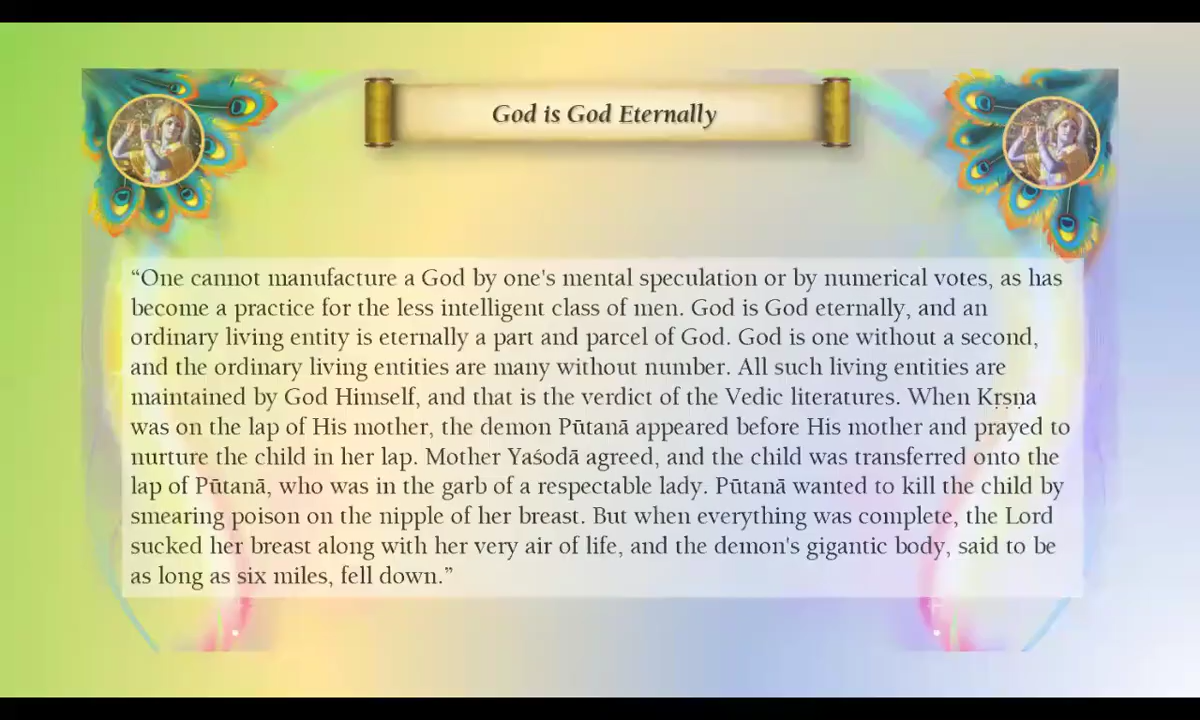 God is God Eternally
“One cannot manufacture a God by one's mental speculation or by numerical votes, as has
become a practice for the less intelligent class of men. God is God eternally, and an
ordinary living entity is eternally a part and parcel of God. God is one without a second,
and the ordinary living entities are many without number. All such living entities are
maintained by God Himself, and that is the verdict of the Vedic literatures. When Kṛṣṇa
was on the lap of His mother, the demon Pūtanā appeared before His mother and prayed to
nurture the child in her lap. Mother Yaśodā agreed, and the child was transferred onto the
lap of Pūtanā, who was in the garb of a respectable lady. Pūtanā wanted to kill the child by
smearing poison on the nipple of her breast. But when everything was complete, the Lord
sucked her breast along with her very air of life, and the demon's gigantic body, said to be
as long as six miles, fell down.”